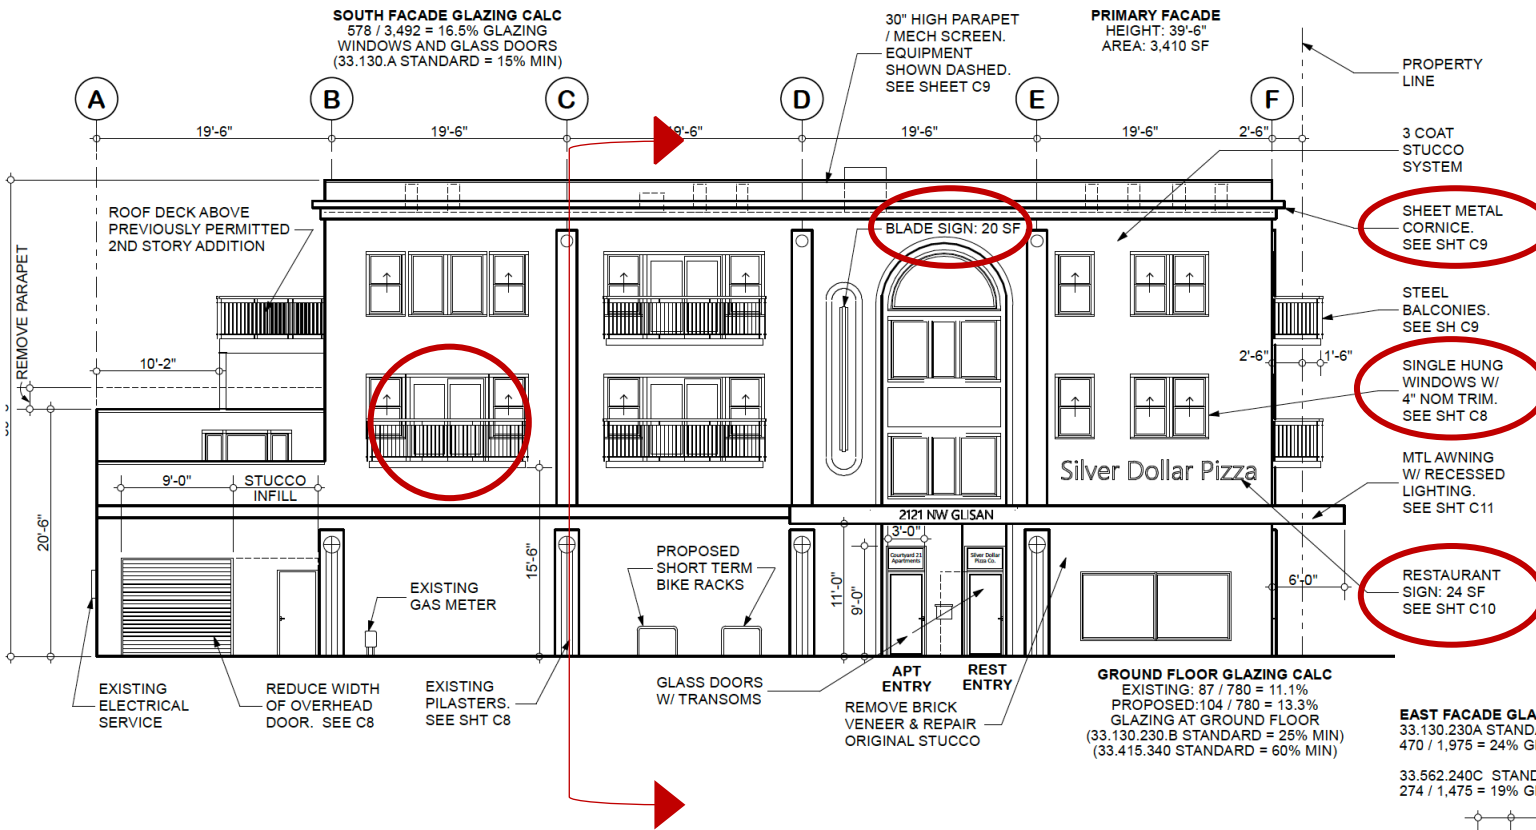 SOUTH FACADE GLAZING CALC
578 / 3,492 = 16.5% GLAZING
WINDOWS AND GLASS DOORS
(33.130.A STANDARD = 15% MIN)
30" HIGH PARAPET
/ MECH SCREEN.
EQUIPMENT
SHOWN DASHED.
SEE SHEET C9
PRIMARY FACADE
HEIGHT: 39'-6"
AREA: 3,410 SF
PROPERTY
LINE
A
B
C
D
E
F
19'-6"
19'-6"
19'-6"
19'-6"
19'-6"
2'-6"
3 COAT
STUCCO
SYSTEM
ROOF DECK ABOVE
PREVIOUSLY PERMITTED
2ND STORY ADDITION
BLADE SIGN: 20 SF
SHEET METAL
CORNICE.
SEE SHT C9
REMOVE PARAPET
STEEL
BALCONIES.
SEE SH C9
10'-2"
2'-6"
1'-6"
SINGLE HUNG
WINDOWS W/
4" NOM TRIM.
SEE SHT C8
9'-0"
STUCCO
INFILL
Silver Dollar Pizza
MTL AWNING
W/ RECESSED
LIGHTING.
SEE SHT C11
2121 NW GLISAN
20'-6"
15'-6"
3'-0"
11'-0"
9'-0"
Courtyard 21
Apartments
Silver Dollar
Pizza Co.
PROPOSED
SHORT TERM
BIKE RACKS
EXISTING
GAS METER
6'-0"
RESTAURANT
SIGN: 24 SF
SEE SHT C10
EXISTING
ELECTRICAL
SERVICE
REDUCE WIDTH
OF OVERHEAD
DOOR. SEE C8
EXISTING
PILASTERS.
SEE SHT C8
GLASS DOORS
W/ TRANSOMS
APT
ENTRY
REST
ENTRY
REMOVE BRICK
VENEER & REPAIR
ORIGINAL STUCCO
GROUND FLOOR GLAZING CALC
EXISTING: 87 / 780 = 11.1%
PROPOSED:104 / 780 = 13.3%
GLAZING AT GROUND FLOOR
(33.130.230.B STANDARD = 25% MIN)
(33.415.340 STANDARD = 60% MIN)
EAST FACADE GLA
33.130.230A STAND
470 / 1,975 = 24% G
33.562.240C STAND
274 / 1,475 = 19% G